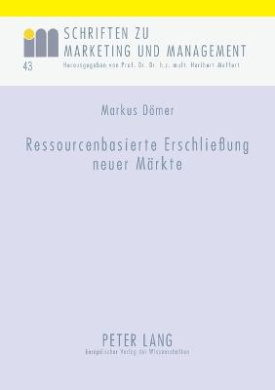 im SCHRIFTEN ZU
MARKETING UND MANAGEMENT
43 Herausgegeben von Prof. Dr. Dr. h.c. mult. Heribert Meffert
Markus Dömer
Ressourcenbasierte Erschließung
neuer Märkte
PETER LANG
Europäischer Verlag der Wissenschaften